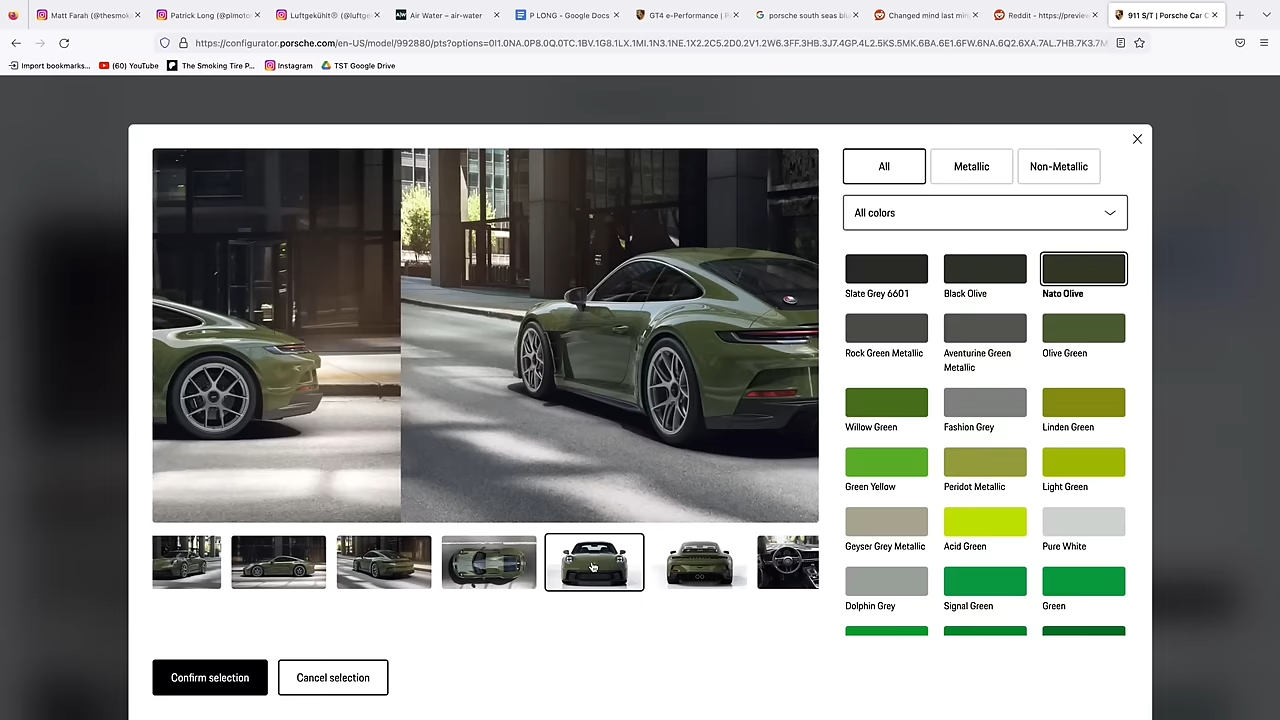 Matt Farah (@thesmok
Patrick Long (@plmoto
Luftgekühlt® (@luftge
Air Water – air-water
P LONG - Google Docs
GT4 e-Performance | P
porsche south seas blu
Changed mind last min
Reddit - https://preview
911 S/T | Porsche Car C
https://configurator.porsche.com/en-US/model/992880/pts?options=0I1.0NA.0P8.0Q.0TC.1BV.1G8.1LX.1MI.1N3.1NE.1X2.2C5.2D0.2V1.2W6.3FF.3HB.3J7.4GP.4L2.5KS.5MK.6BA.6E1.6FW.6NA.6Q2.6XA.7AL.7HB.7K3.7M
Import bookmarks...
(60) YouTube
The Smoking Tire P...
Instagram
TST Google Drive
All
Metallic
Non-Metallic
All colors
Slate Grey 6601
Black Olive
Nato Olive
Rock Green Metallic
Aventurine Green
Metallic
Olive Green
Willow Green
Fashion Grey
Linden Green
Green Yellow
Peridot Metallic
Light Green
Geyser Grey Metallic
Acid Green
Pure White
Dolphin Grey
Signal Green
Green
Confirm selection
Cancel selection